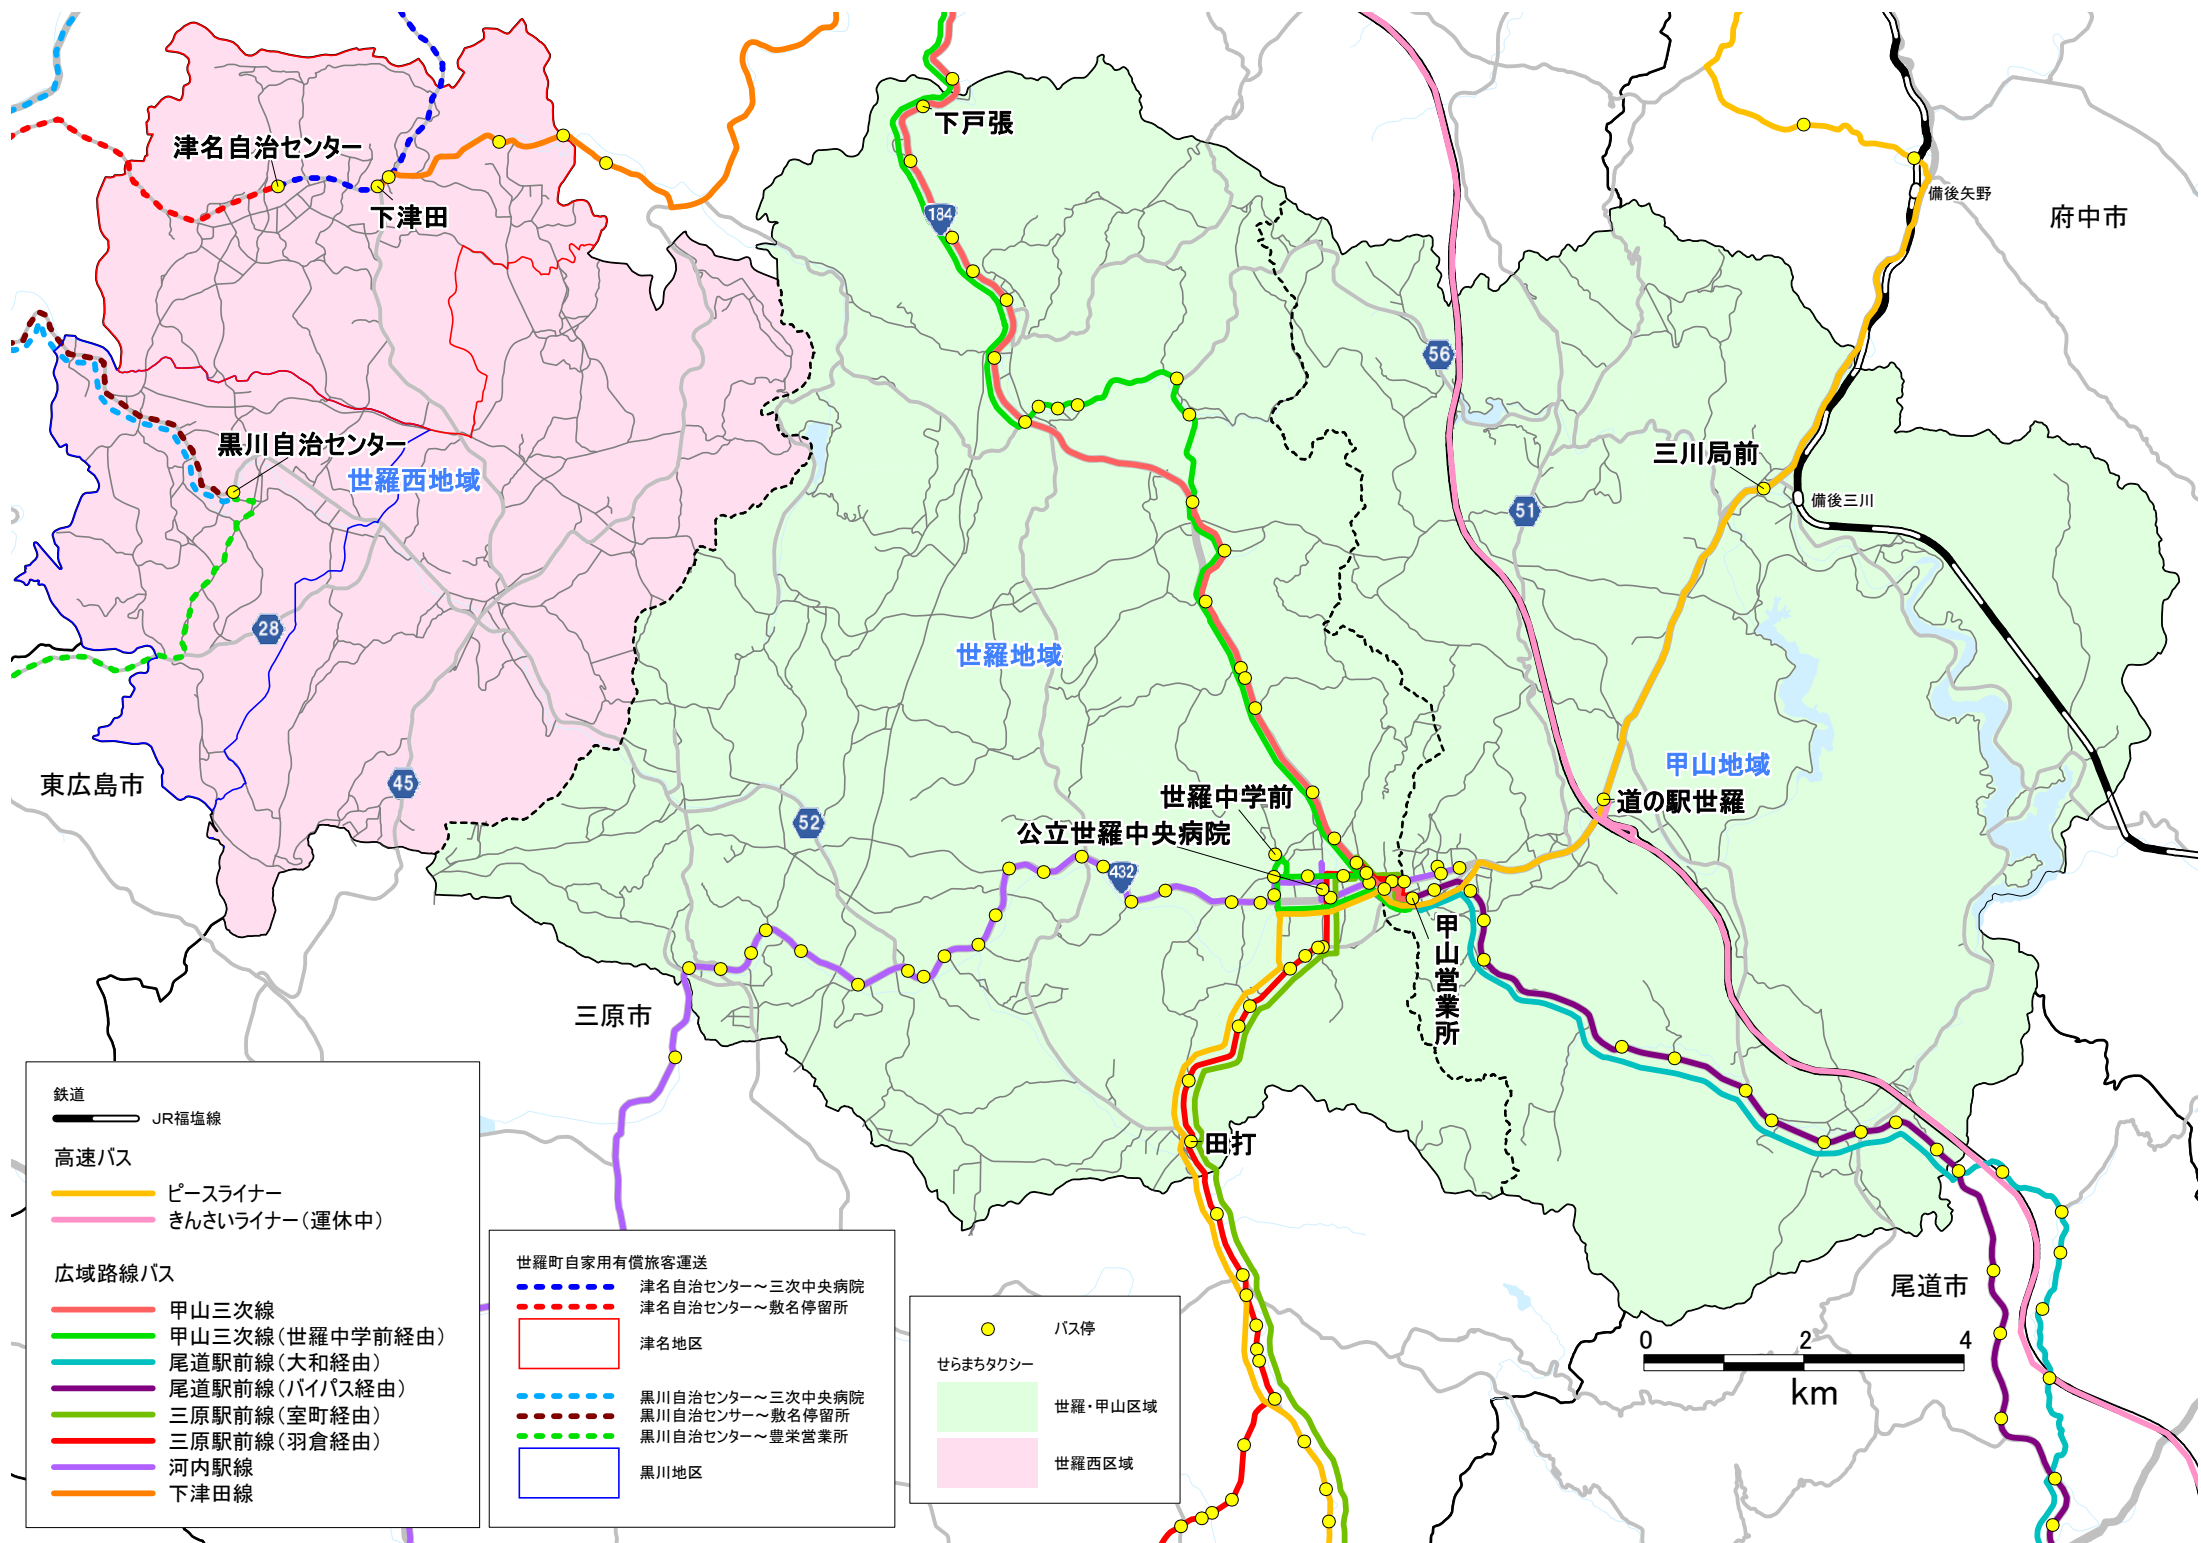 下戸張
津名自治センター
下津田
184
備後矢野
府中市
56
黒川自治センター
世羅西地域
三川局前
備後三川
51
28
世羅地域
甲山地域
東広島市
45
52
世羅中学前
道の駅世羅
公立世羅中央病院
432
甲山営業所
三原市
田打
尾道市
0 2 4
km
鉄道
JR福塩線
高速バス
ピースライナー
きんさいライナー(運休中)
広域路線バス
甲山三次線
甲山三次線(世羅中学前経由)
尾道駅前線(大和経由)
尾道駅前線(バイパス経由)
三原駅前線(室町経由)
三原駅前線(羽倉経由)
河内駅線
下津田線
世羅町自家用有償旅客運送
津名自治センター~三次中央病院
津名自治センター~敷名停留所
津名地区
黒川自治センター~三次中央病院
黒川自治センサー~敷名停留所
黒川自治センター~豊栄営業所
黒川地区
バス停
せらまちタクシー
世羅・甲山区域
世羅西区域